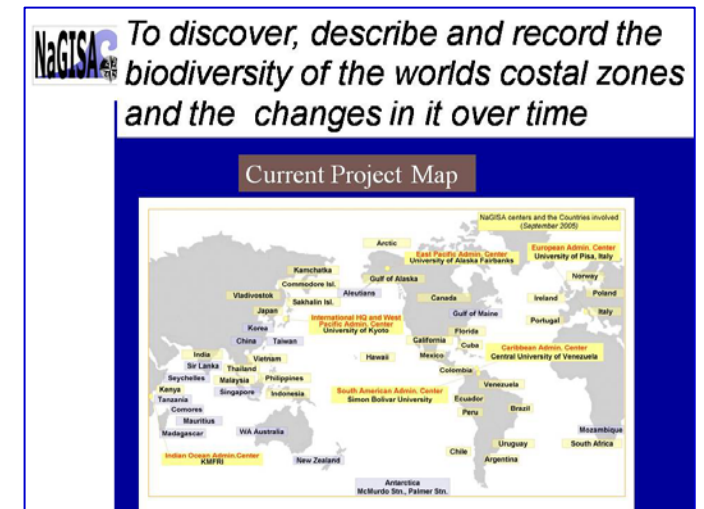 NaGISA
To discover, describe and record the
biodiversity of the worlds costal zones
and the changes in it over time
Current Project Map
NaGISA centers and the Countries involved
(September 2005)
Arctic
East Pacific Admin, Center
University of Alaska Fairbanks
European Admin. Center
University of Pisa, Italy
Kamchatka
Commodore Isl.
Gulf of Alaska
Norway
Vladivostok
Sakhalin Isl.
Aleutians
Canada
Ireland
Poland
Japan
International HQ and West
Pacific Admin, Center
University of Kyoto
Gulf of Maine
Portugal
Italy
Korea
China
Taiwan
Florida
California
Cuba
Caribbean Admin, Center
Central University of Venezuela
India
Vietnam
Hawaii
Mexico
Sir Lanka
Thailand
Colombia
Seychelles
Malaysia
Philippines
Venezuela
Kenya
Singapore
Indonesia
South American Admin, Center
Simon Bolivar University
Tanzania
Ecuador
Comores
Peru
Brazil
Mauritius
Madagascar
WA Australia
Mozambique
Uruguay
South Africa
Indian Ocean Admin.Center
KMFRI
New Zealand
Chile
Argentina
Antarctica
McMurdo Stn., Palmer Stn.